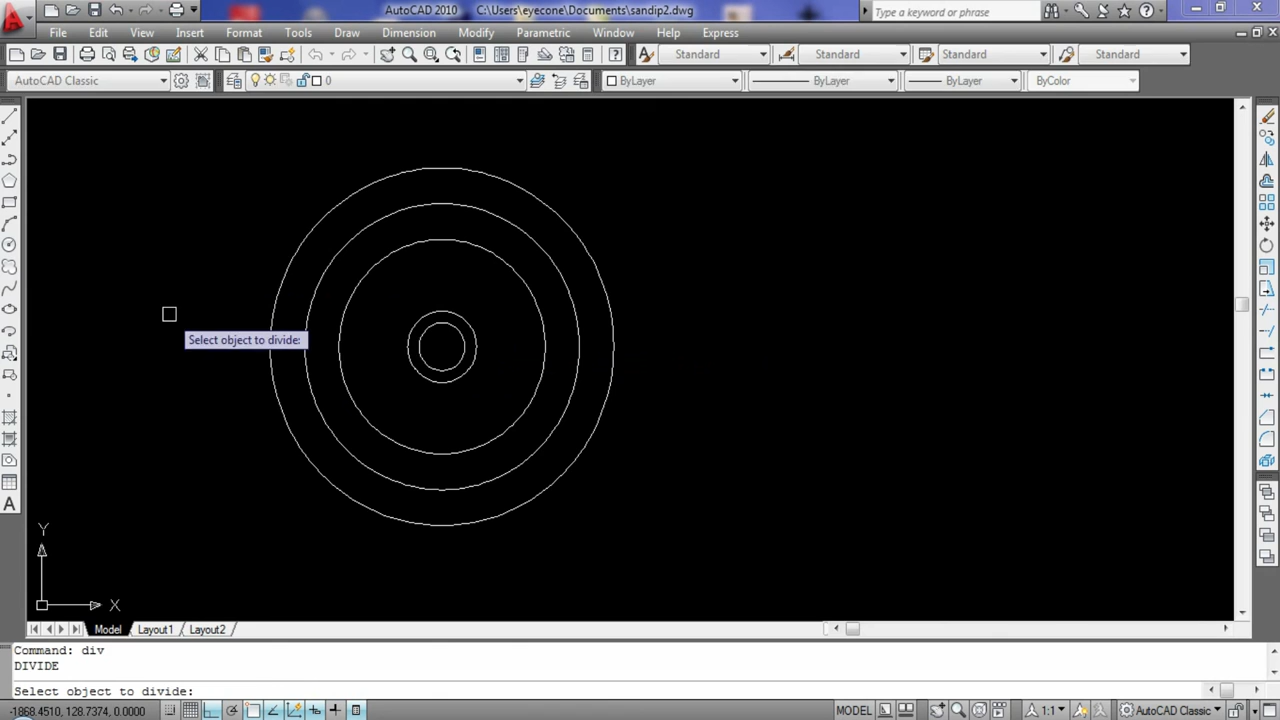 AutoCAD 2010 C:\Users\eyecone\Documents\sandip2.dwg
Type a keyword or phrase
File Edit View Insert Format Tools Draw Dimension Modify Parametric Window Help Express
Standard Standard Standard Standard
AutoCAD Classic 0 ByLayer ByLayer ByLayer ByColor
A
Select object to divide:
Y
X
Model Layout1 Layout2
Command: div
DIVIDE
Select object to divide:
-1868.4510, 128.7374, 0.0000 MODEL 1:1 AutoCAD Classic